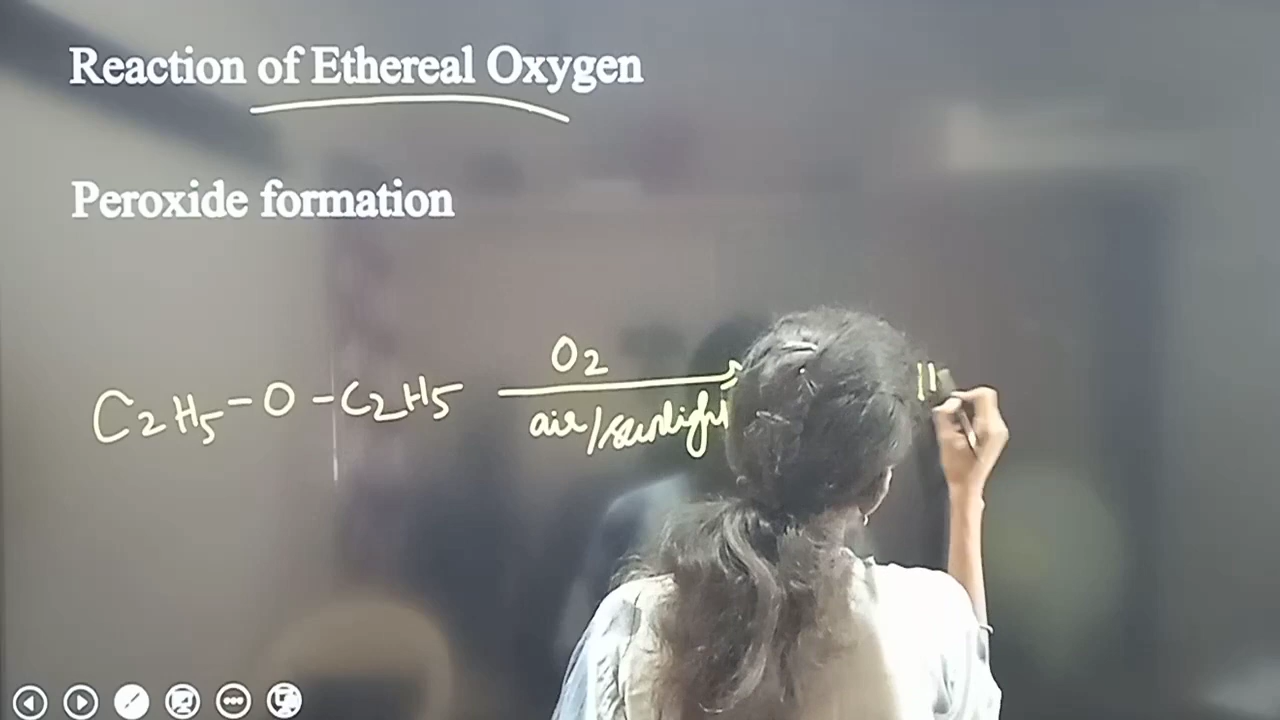 Reaction of Ethereal Oxygen
Peroxide formation
O2
C2H5-O-C2H5
air/sunlight